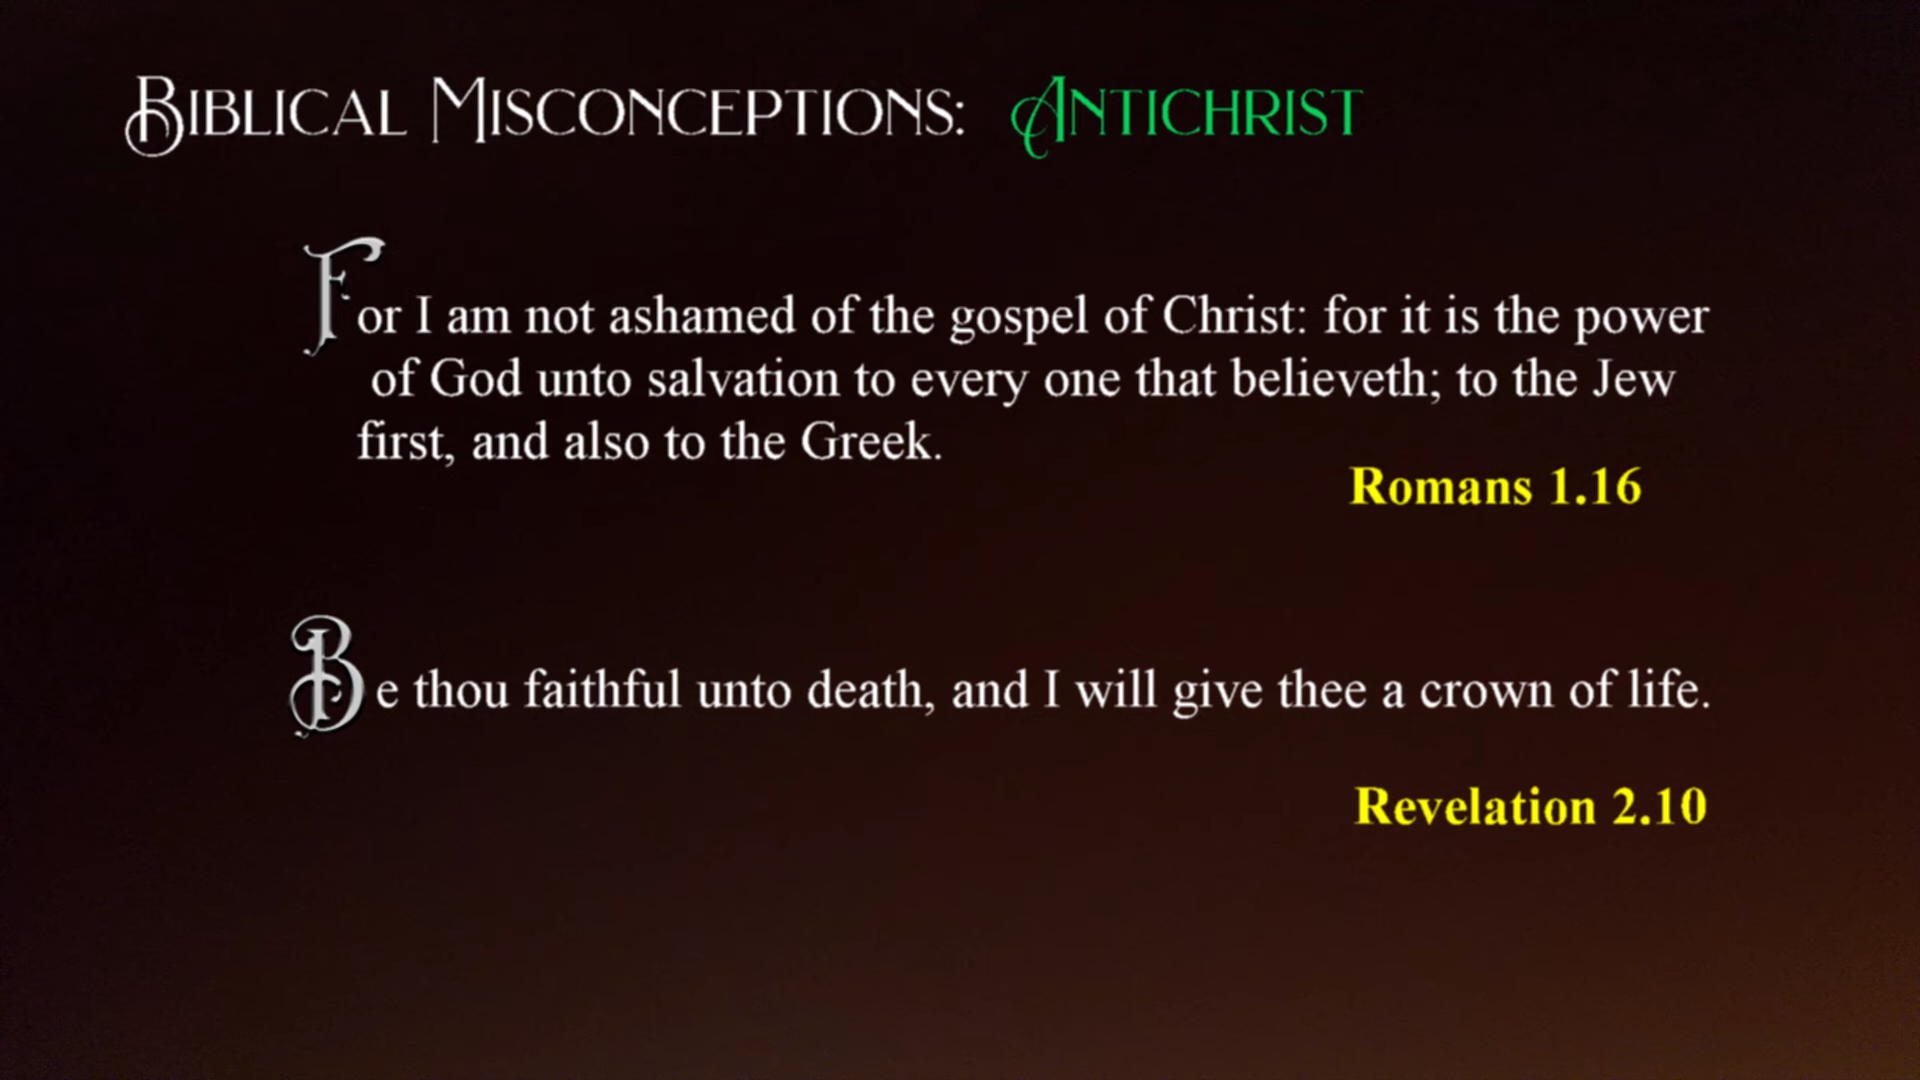 Biblical Misconceptions: Antichrist
For I am not ashamed of the gospel of Christ: for it is the power
of God unto salvation to every one that believeth; to the Jew
first, and also to the Greek.
Romans 1.16
Be thou faithful unto death, and I will give thee a crown of life.
Revelation 2.10